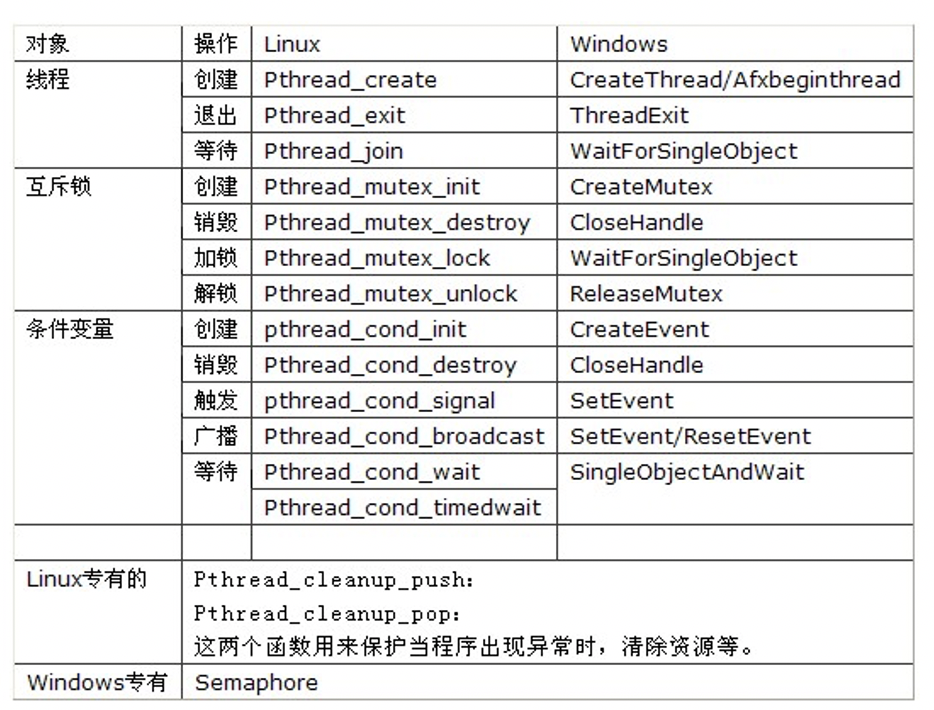 对象 操作 Linux Windows
线程 创建 Pthread_create CreateThread/Afxbeginthread
退出 Pthread_exit ThreadExit
等待 Pthread_join WaitForSingleObject
互斥锁 创建 Pthread_mutex_init CreateMutex
销毁 Pthread_mutex_destroy CloseHandle
加锁 Pthread_mutex_lock WaitForSingleObject
解锁 Pthread_mutex_unlock ReleaseMutex
条件变量 创建 pthread_cond_init CreateEvent
销毁 Pthread_cond_destroy CloseHandle
触发 pthread_cond_signal SetEvent
广播 Pthread_cond_broadcast SetEvent/ResetEvent
等待 Pthread_cond_wait SingleObjectAndWait
Pthread_cond_timedwait
Linux专有的 Pthread_cleanup_push:
Pthread_cleanup_pop:
这两个函数用来保护当程序出现异常时，清除资源等。
Windows专有 Semaphore